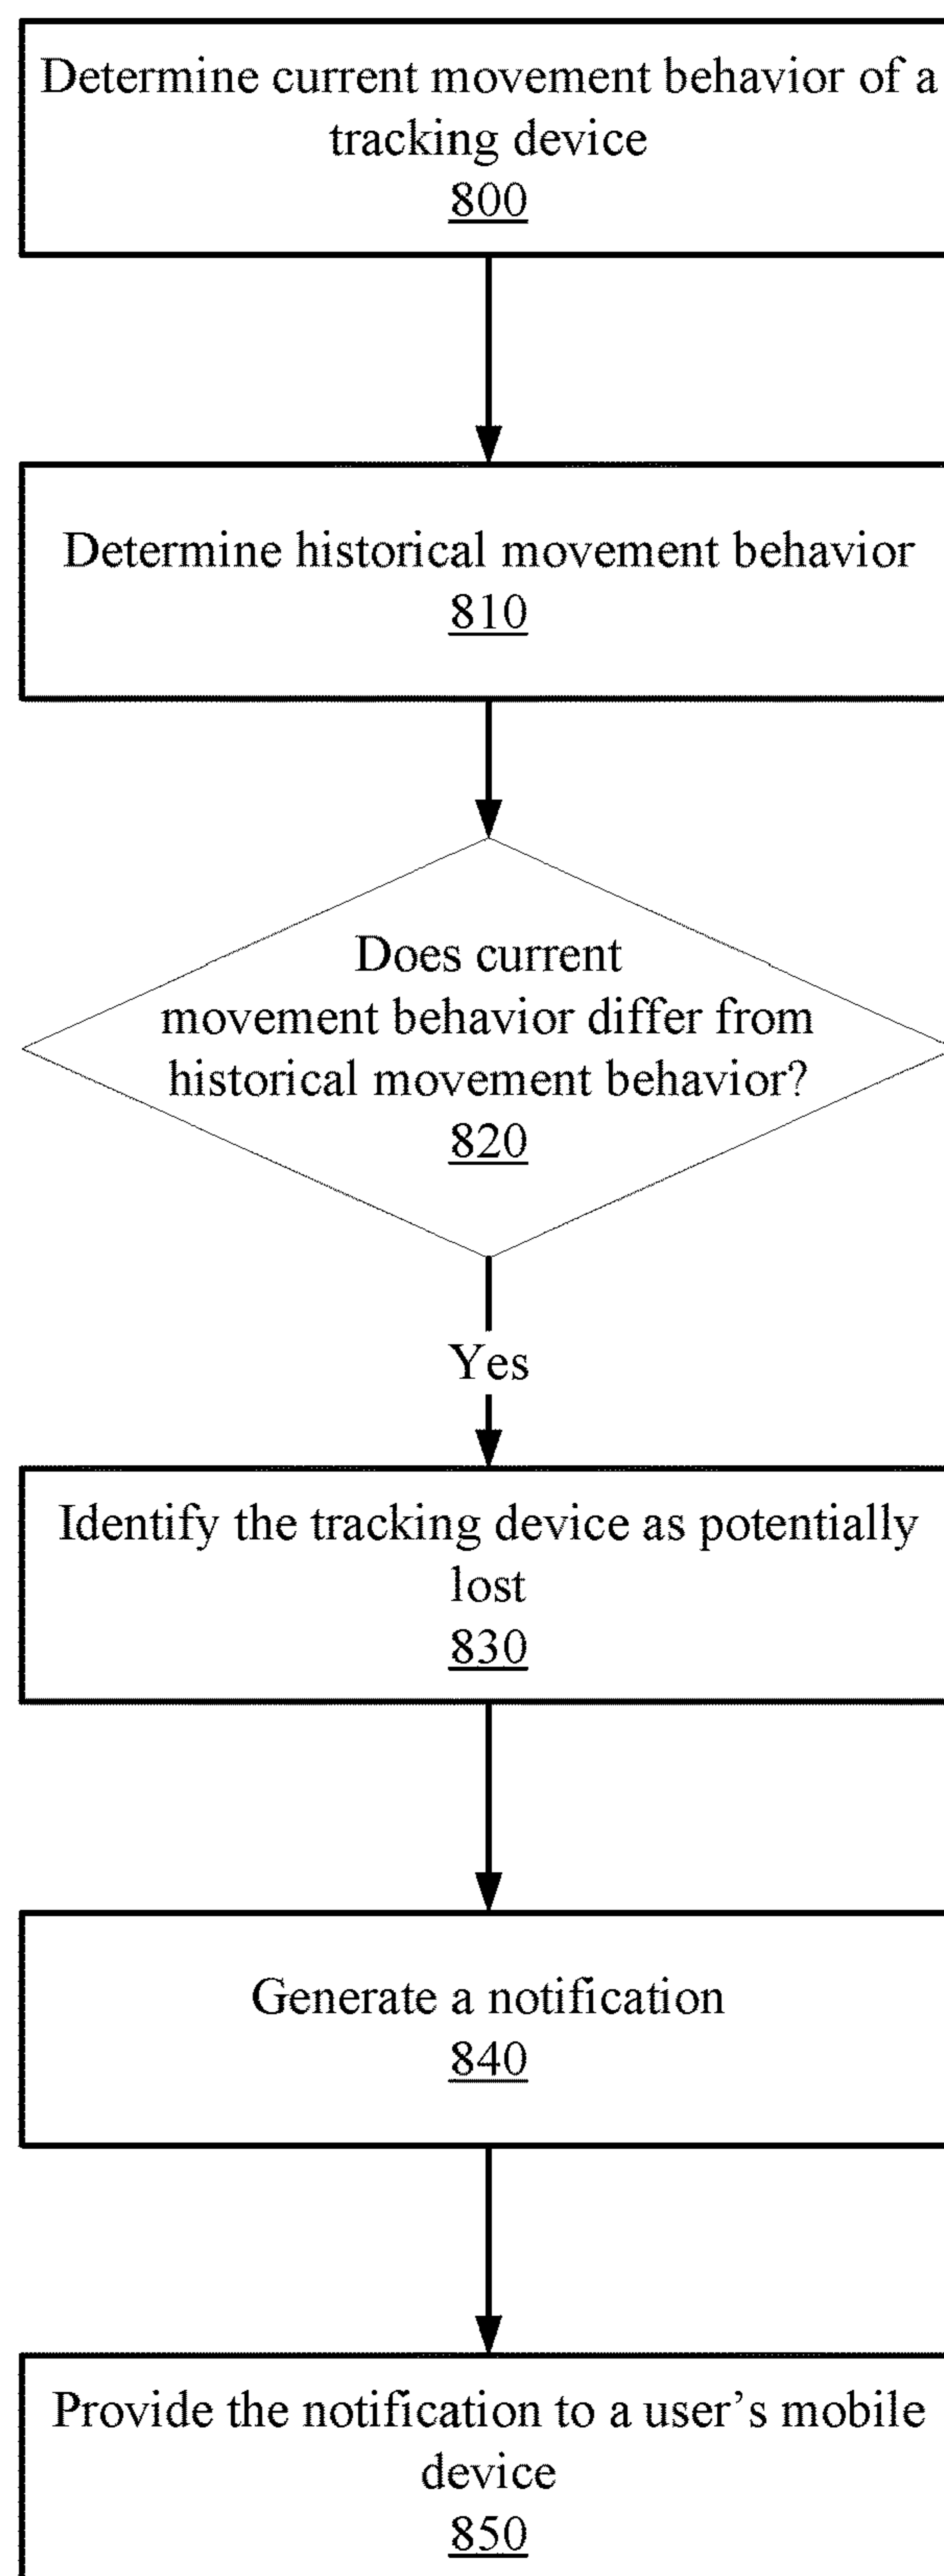 Determine current movement behavior of a
tracking device
800
Determine historical movement behavior
810
Does current
movement behavior differ from
historical movement behavior?
820
Yes
Identify the tracking device as potentially
lost
830
Generate a notification
840
Provide the notification to a user’s mobile
device
850